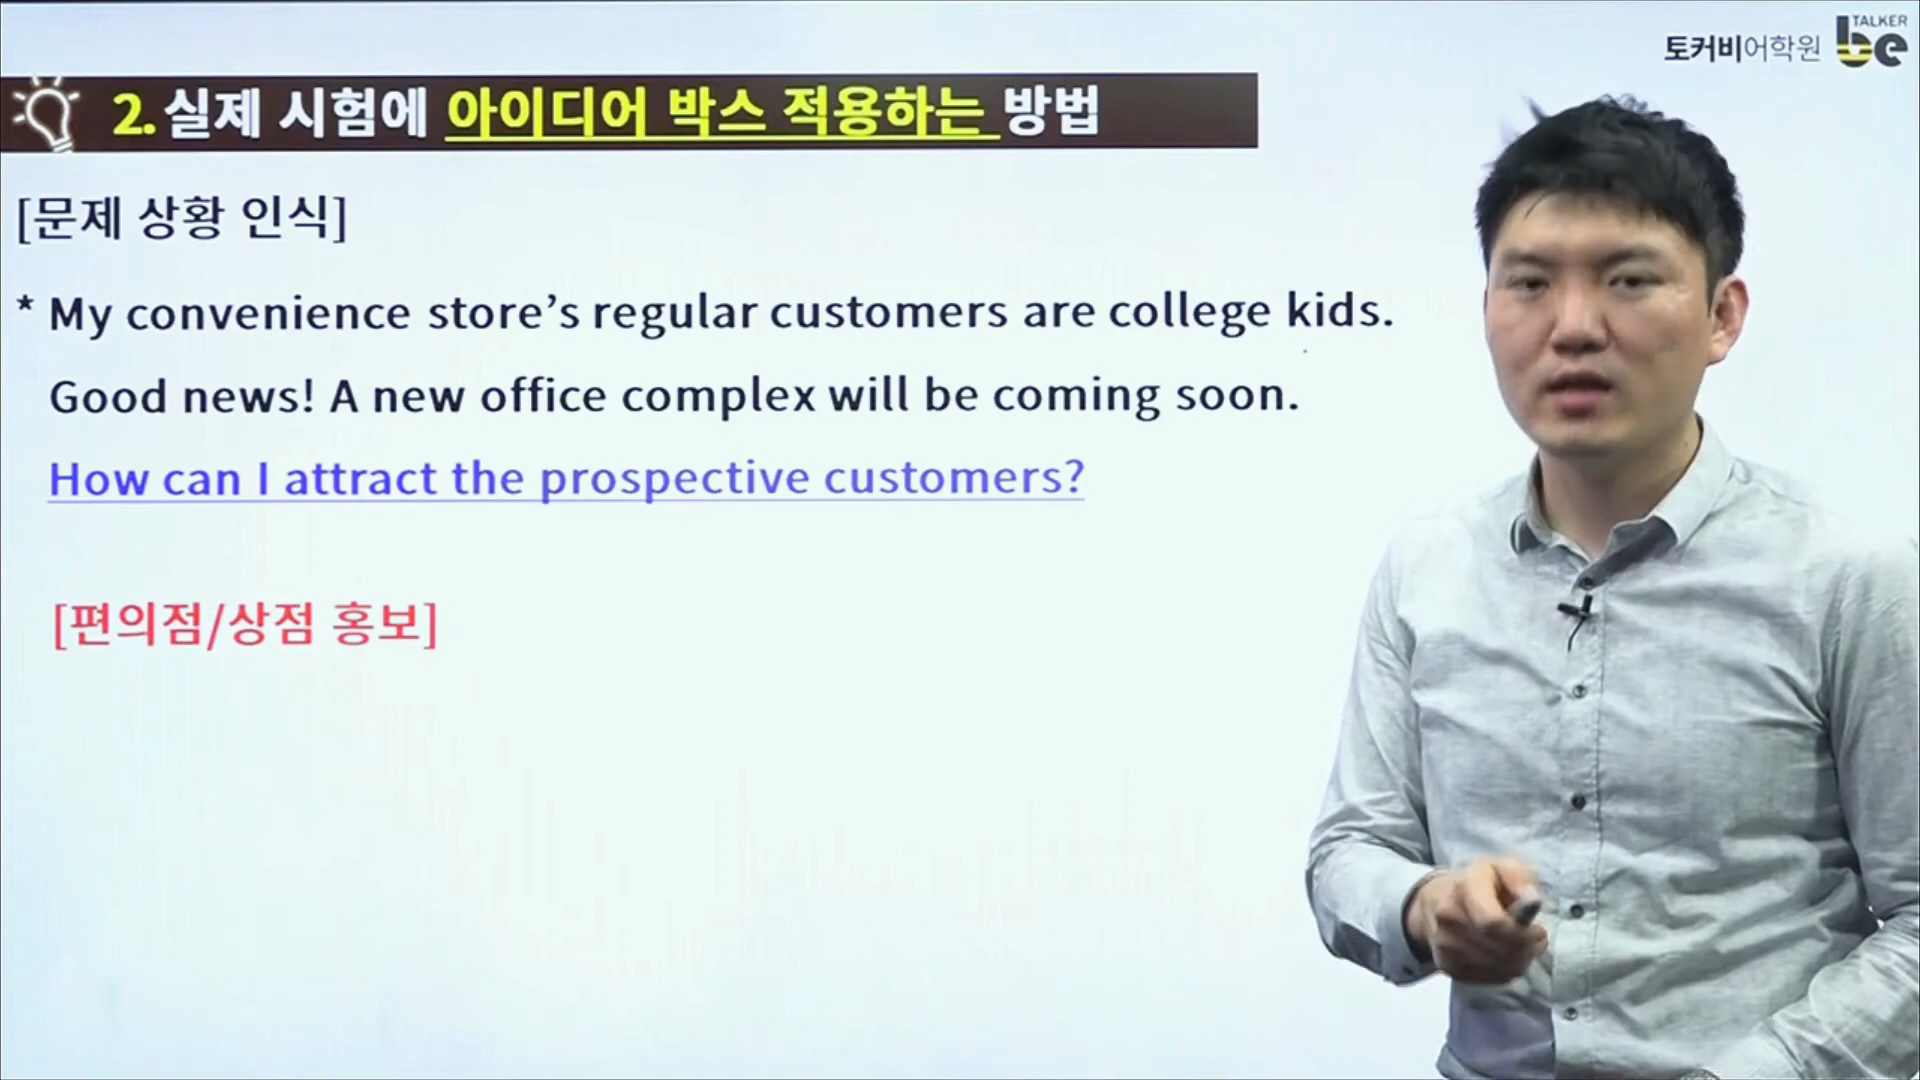 토커비어학원
TALKER
be
2.실제 시험에 아이디어 박스 적용하는 방법
[문제 상황 인식]
* My convenience store’s regular customers are college kids.
Good news! A new office complex will be coming soon.
How can I attract the prospective customers?
[편의점/상점 홍보]